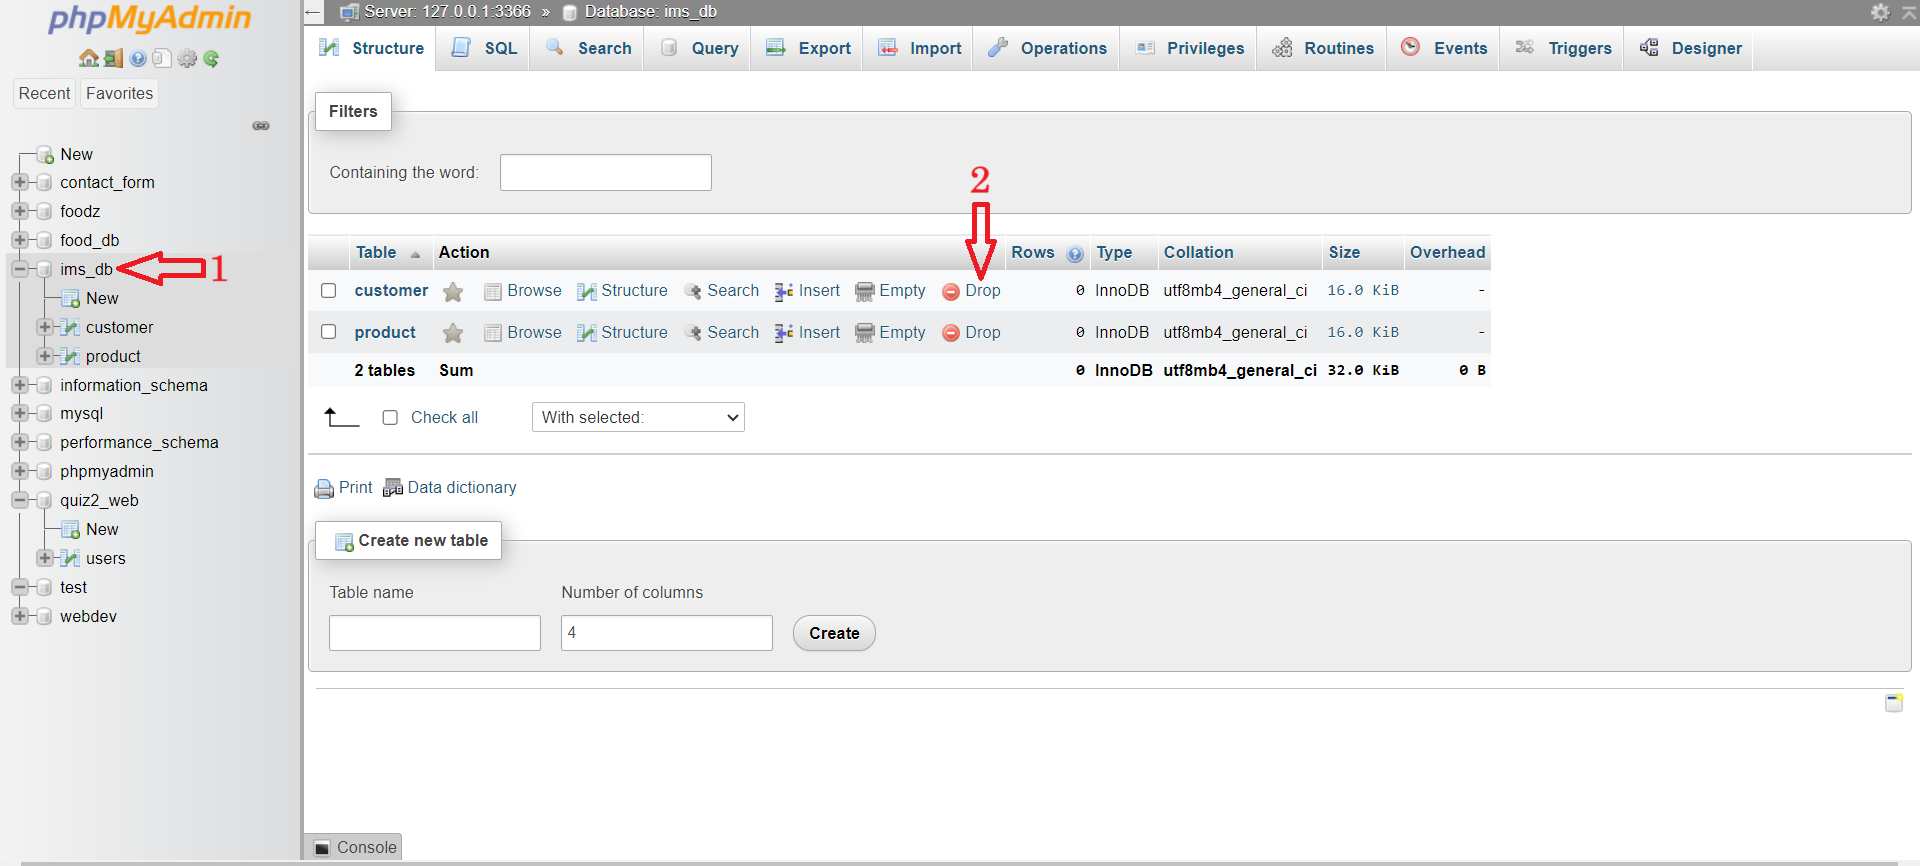 phpMyAdmin
Recent Favorites
New
contact_form
foodz
food_db
ims_db 1
New
customer
product
information_schema
mysql
performance_schema
phpmyadmin
quiz2_web
New
users
test
webdev
Server: 127.0.0.1:3366 » Database: ims_db
Structure SQL Search Query Export Import Operations Privileges Routines Events Triggers Designer
Filters
Containing the word:
2
Table Action Rows Type Collation Size Overhead
customer Browse Structure Search Insert Empty Drop 0 InnoDB utf8mb4_general_ci 16.0 KiB -
product Browse Structure Search Insert Empty Drop 0 InnoDB utf8mb4_general_ci 16.0 KiB -
2 tables Sum 0 InnoDB utf8mb4_general_ci 32.0 KiB 0 B
Check all With selected:
Print Data dictionary
Create new table
Table name Number of columns
4 Create
Console